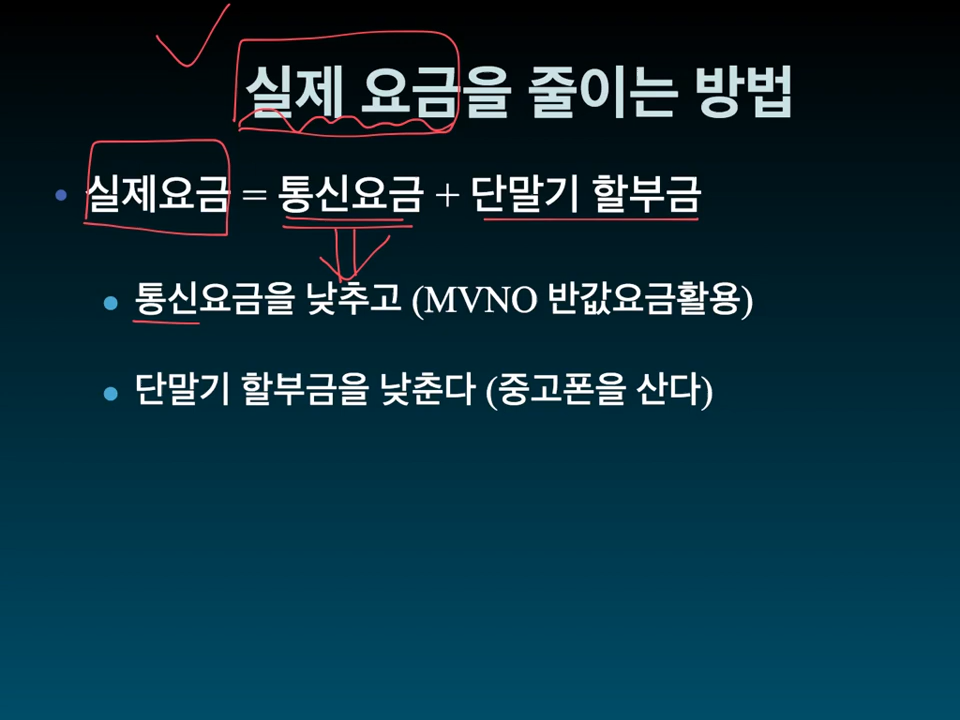 실제 요금을 줄이는 방법
• 실제요금 = 통신요금 + 단말기 할부금
• 통신요금을 낮추고 (MVNO 반값요금활용)
• 단말기 할부금을 낮춘다 (중고폰을 산다)